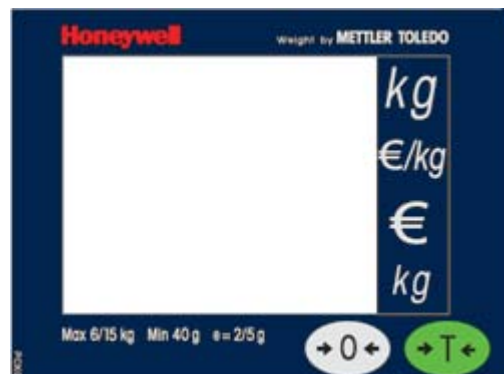 Honeywell
Weight by METTLER TOLEDO
kg
€/kg
€
kg
Max 6/15 kg Min 40 g e = 2/5 g
→0← →T←